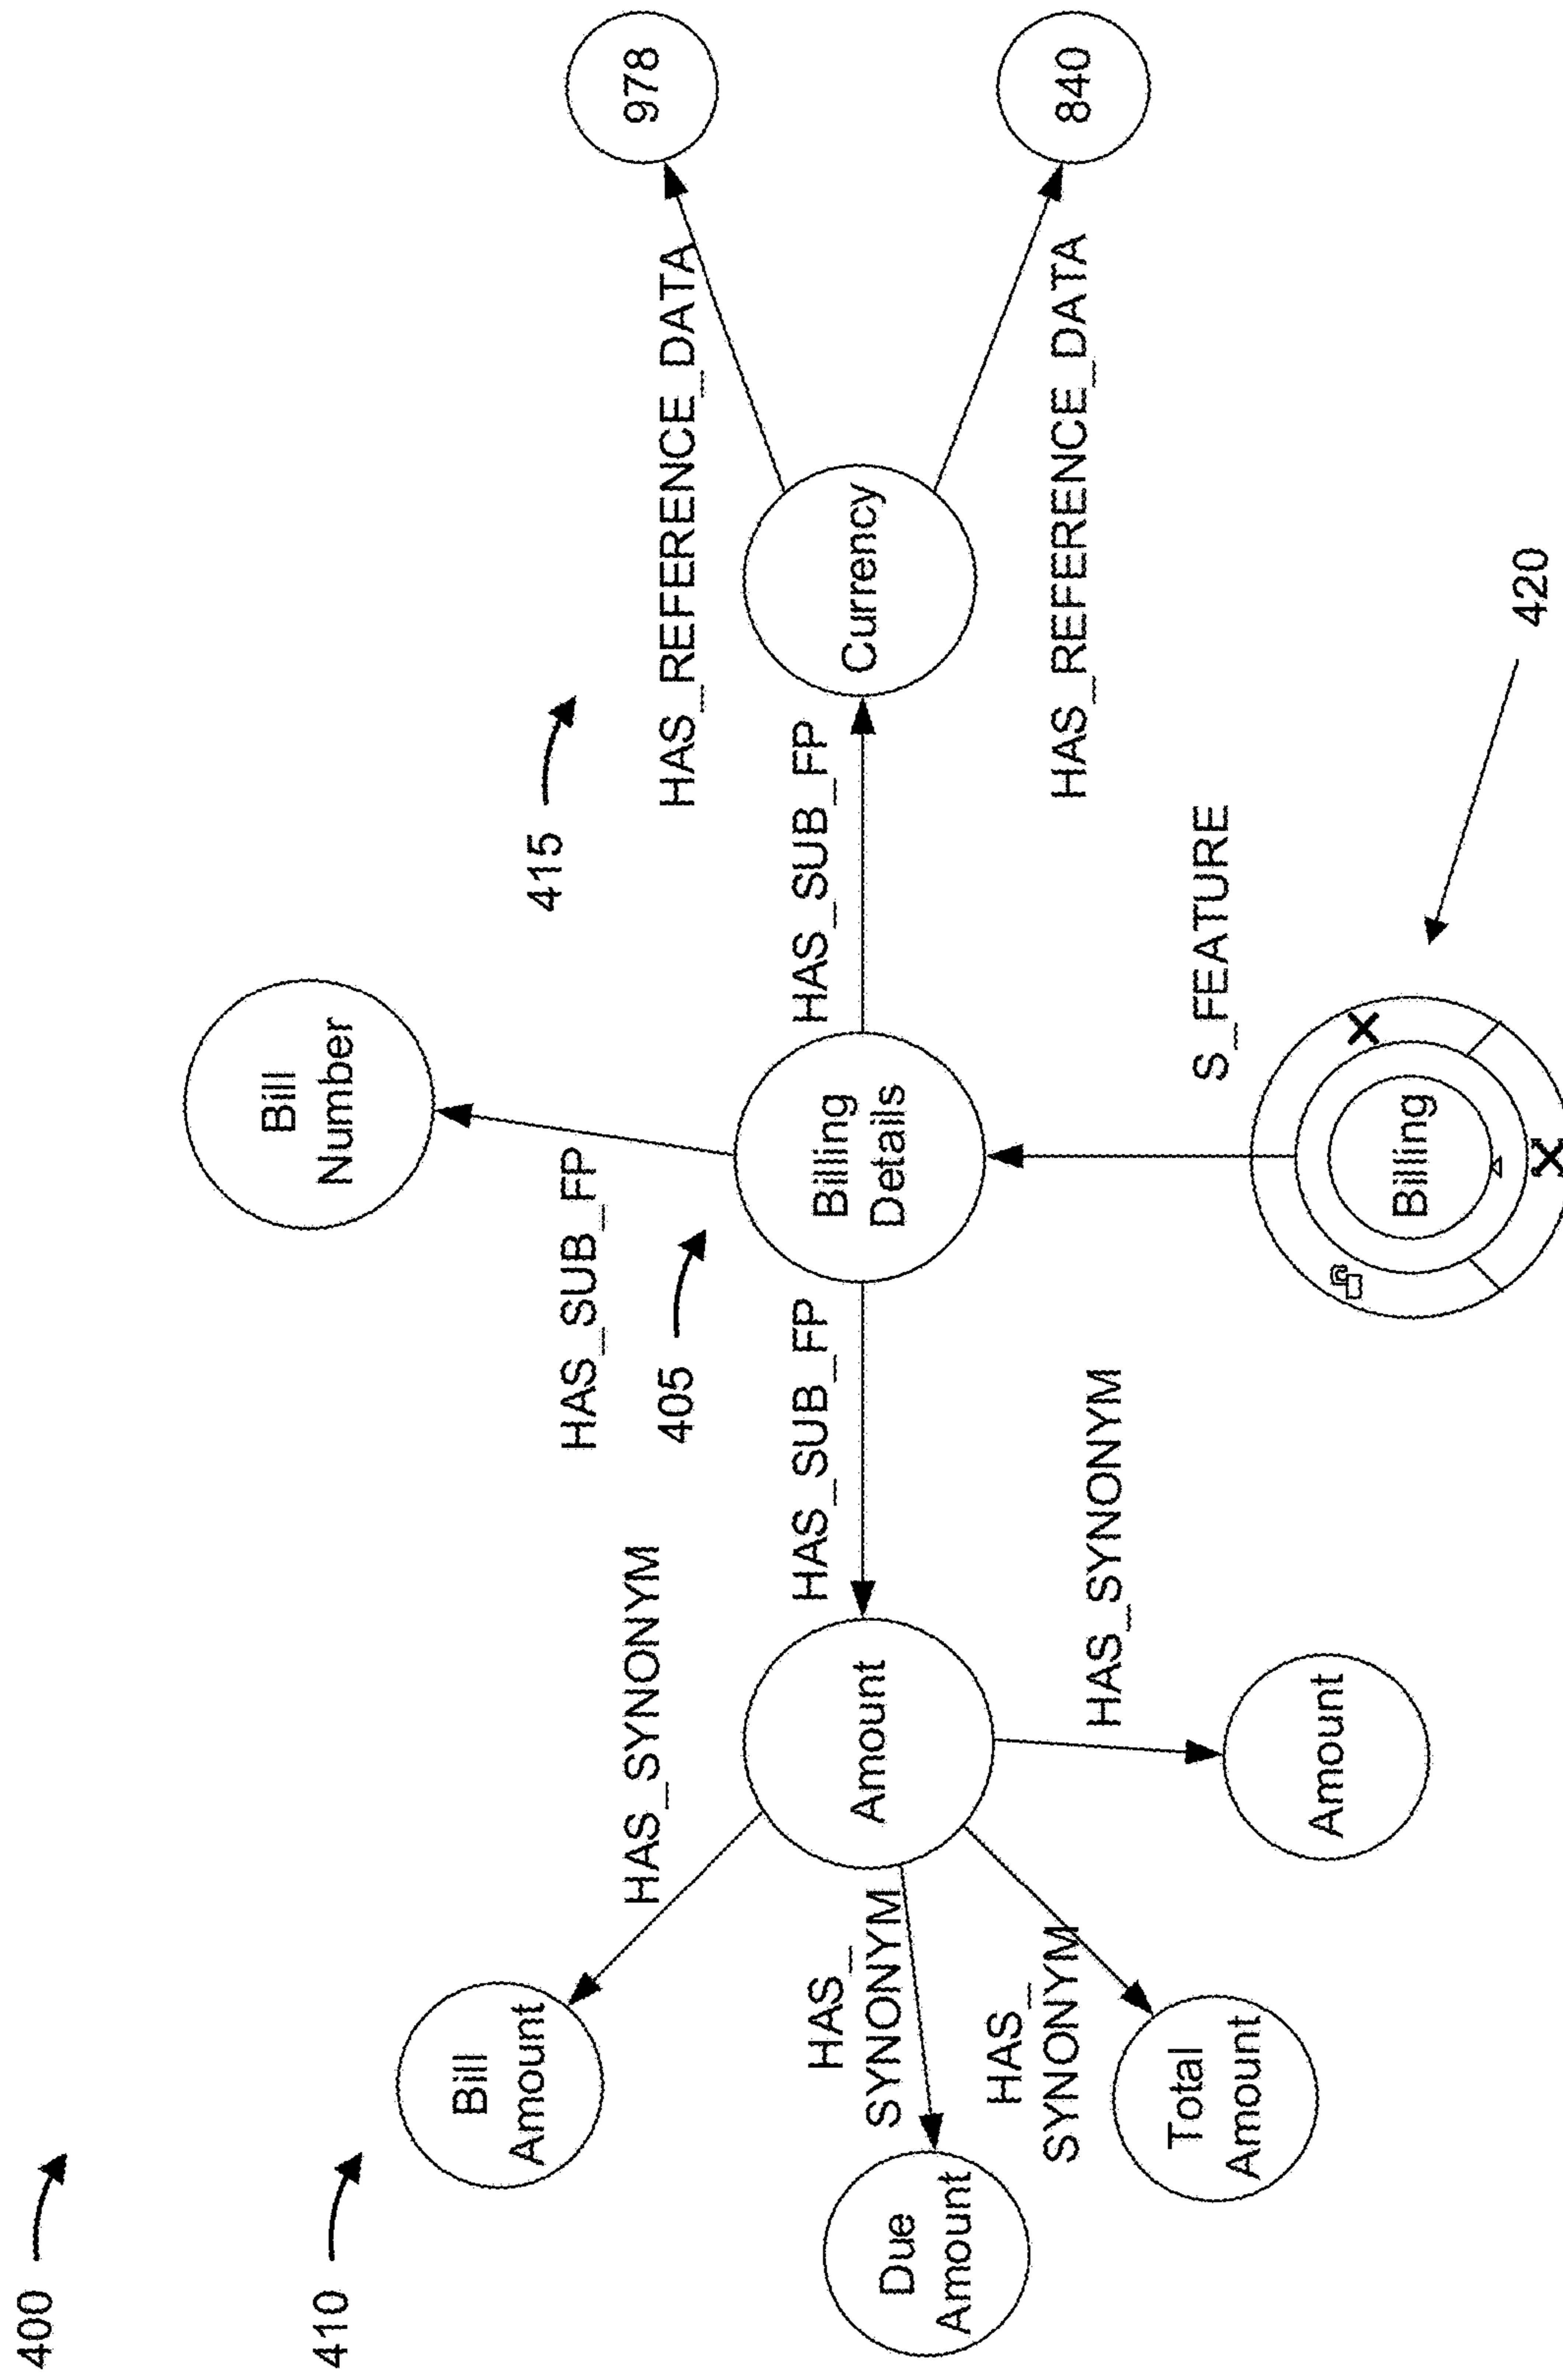 400
410
415
Bill
Number
978
Bill
Amount
HAS_SYNONYM
HAS_SUB_FP
405
HAS_REFERENCE_DATA
HAS_SUB_FP
HAS_SUB_FP
Due
Amount
HAS_
SYNONYM
Amount
Billing
Details
Currency
HAS_
SYNONYM
Total
Amount
HAS_SYNONYM
HAS_REFERENCE_DATA
840
S_FEATURE
Amount
Billing
420